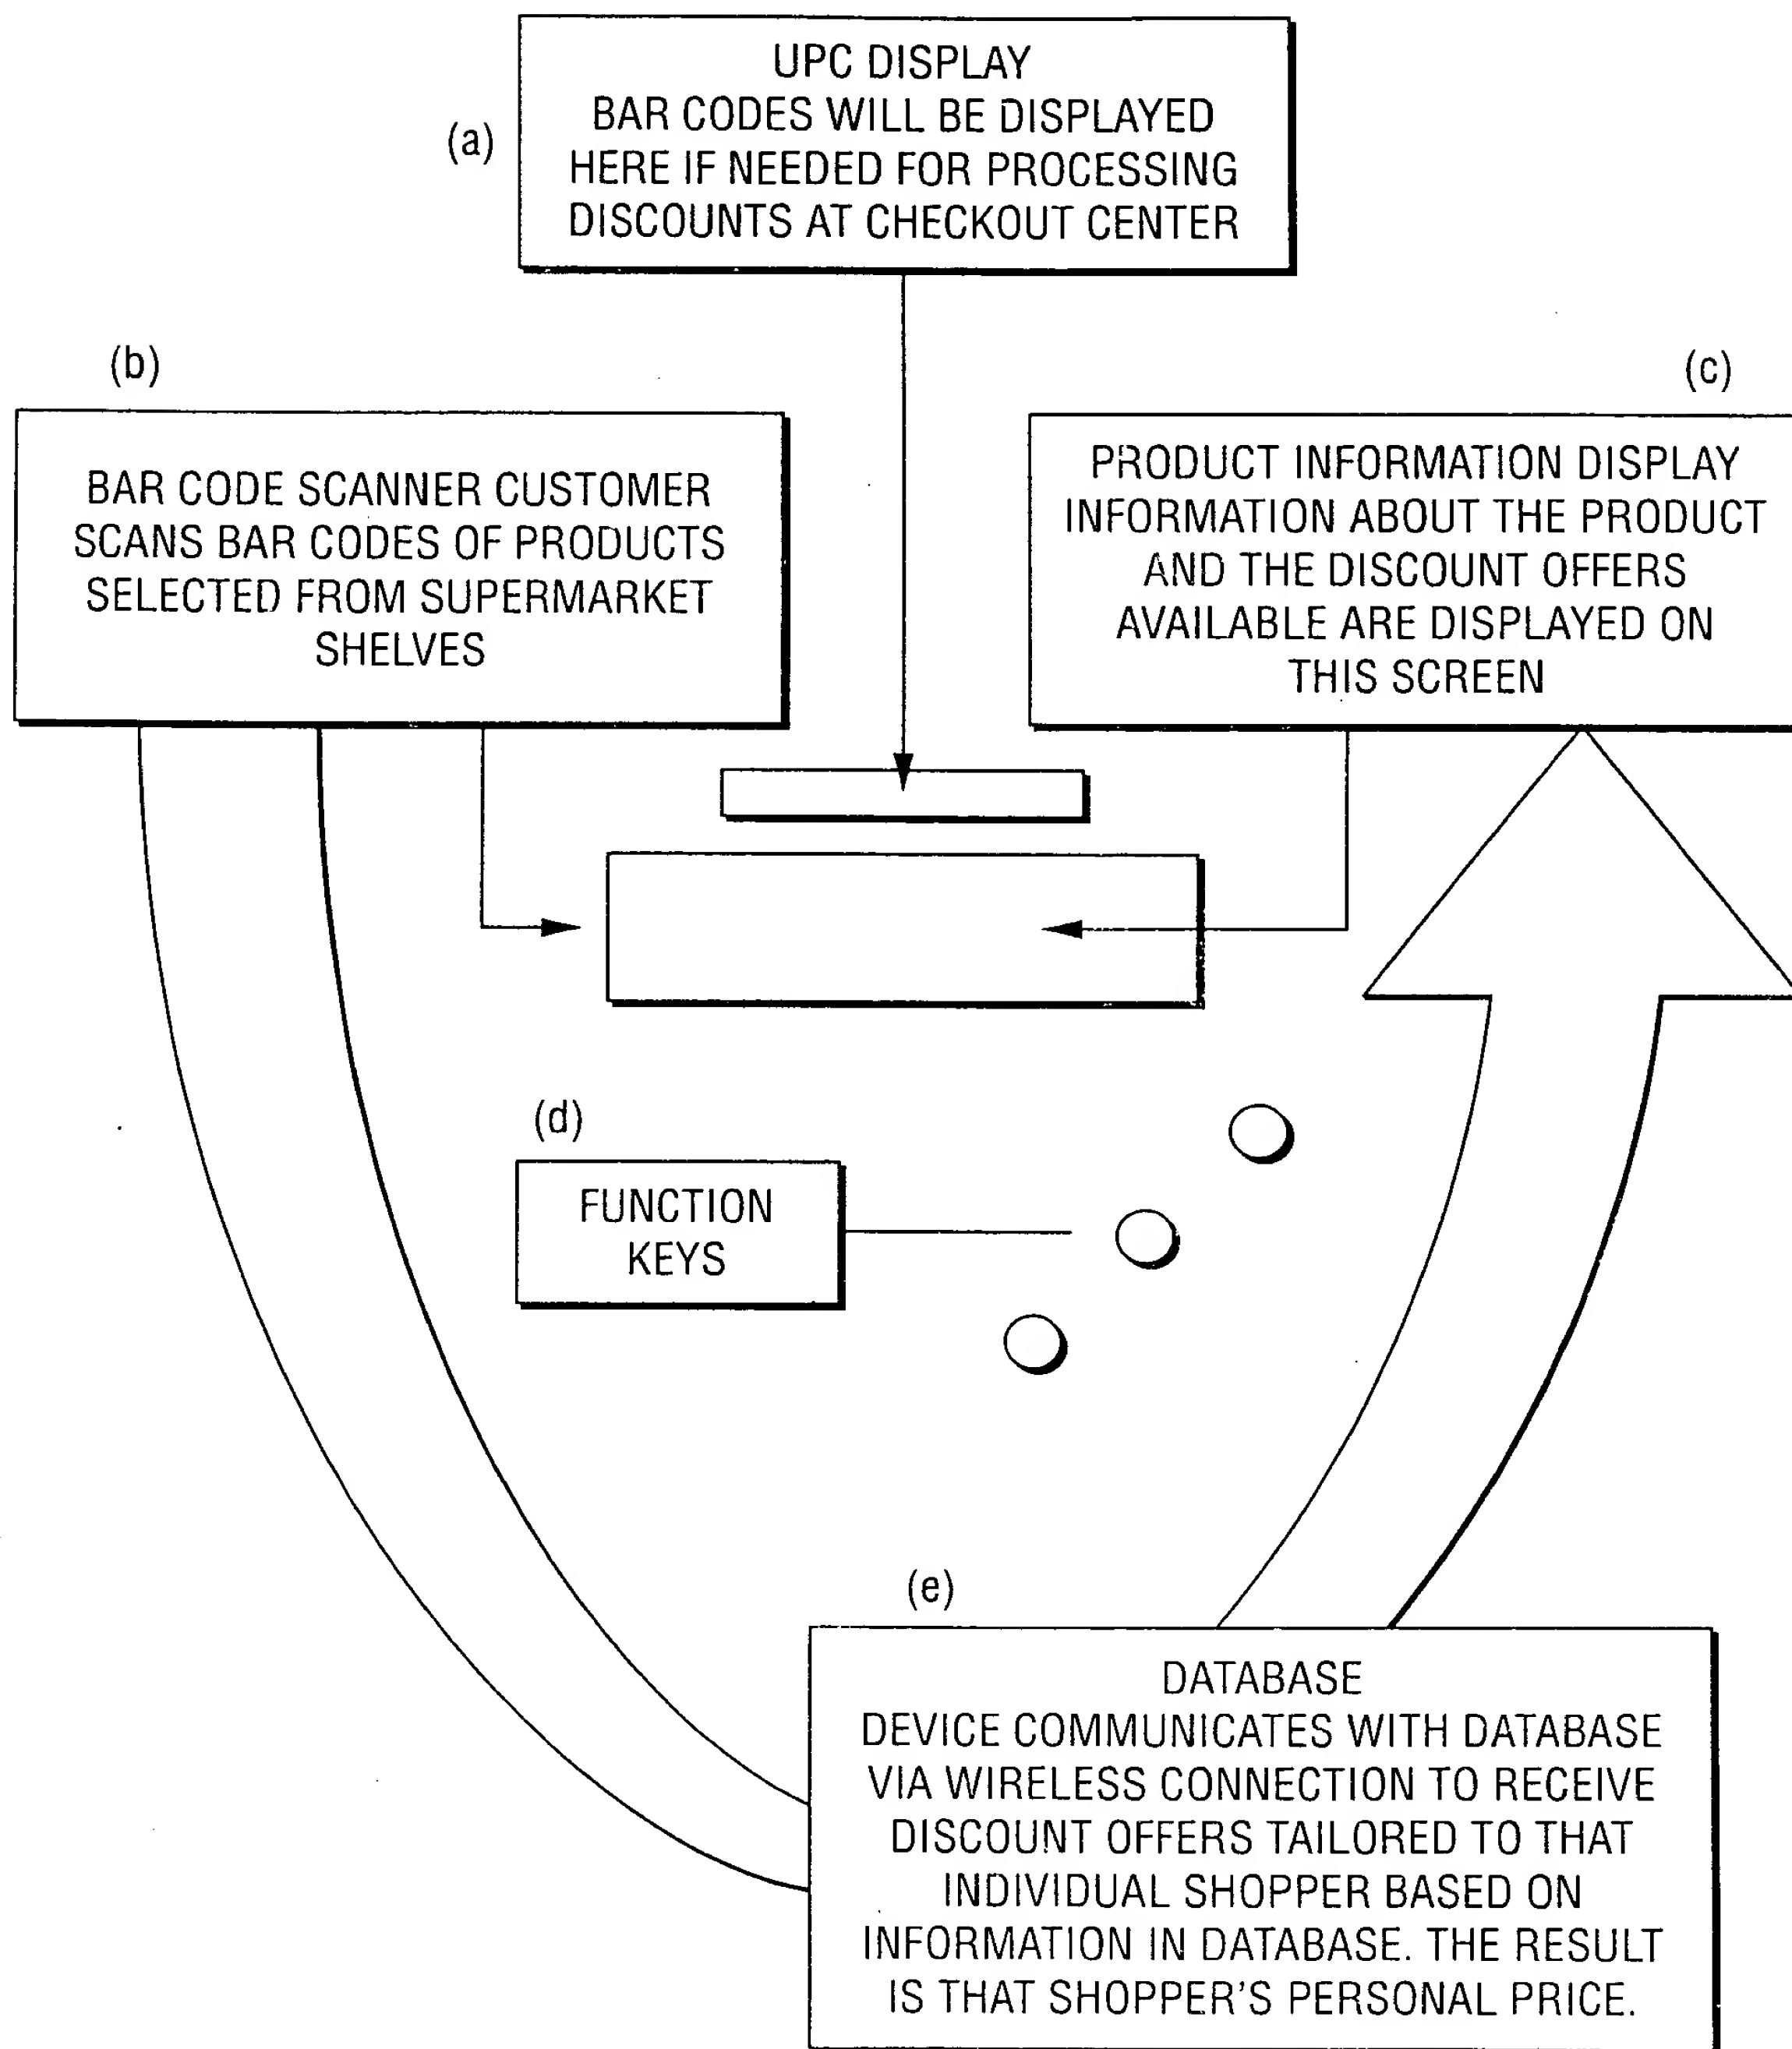 UPC DISPLAY
BAR CODES WILL BE DISPLAYED
HERE IF NEEDED FOR PROCESSING
DISCOUNTS AT CHECKOUT CENTER
(a)
(b)
BAR CODE SCANNER CUSTOMER
SCANS BAR CODES OF PRODUCTS
SELECTED FROM SUPERMARKET
SHELVES
(c)
PRODUCT INFORMATION DISPLAY
INFORMATION ABOUT THE PRODUCT
AND THE DISCOUNT OFFERS
AVAILABLE ARE DISPLAYED ON
THIS SCREEN
(d)
FUNCTION
KEYS
(e)
DATABASE
DEVICE COMMUNICATES WITH DATABASE
VIA WIRELESS CONNECTION TO RECEIVE
DISCOUNT OFFERS TAILORED TO THAT
INDIVIDUAL SHOPPER BASED ON
INFORMATION IN DATABASE. THE RESULT
IS THAT SHOPPER'S PERSONAL PRICE.